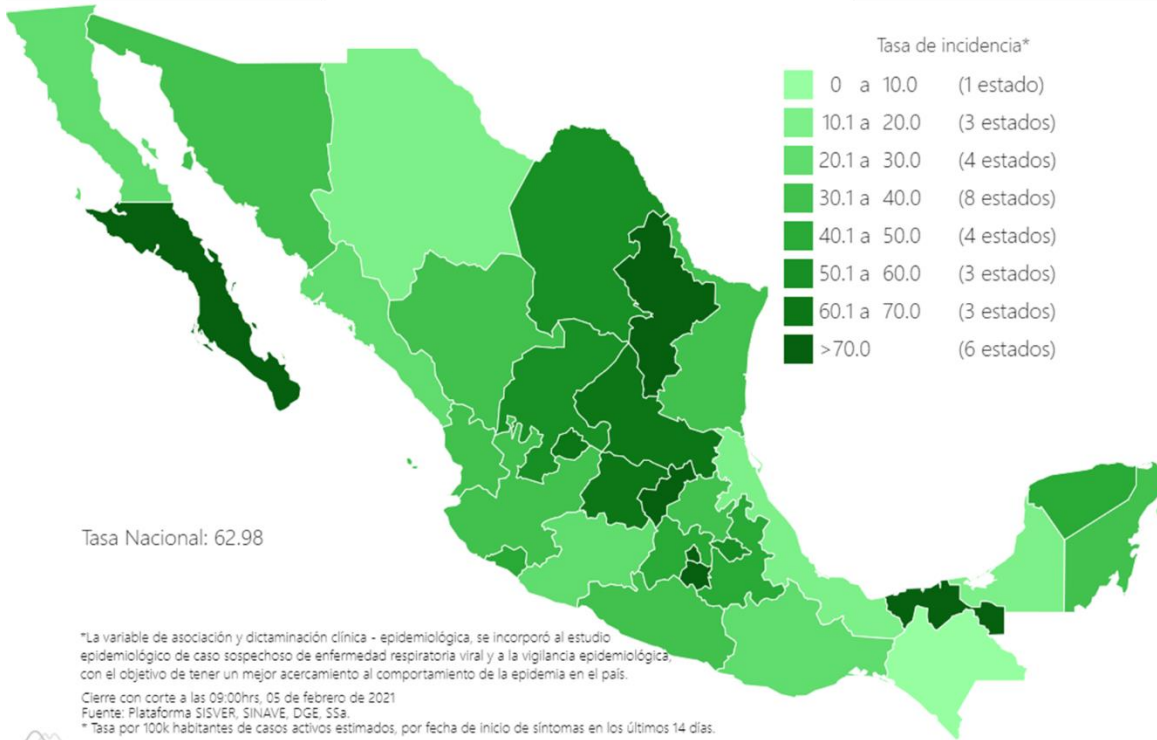 Tasa de incidencia*
0 a 10.0 (1 estado)
10.1 a 20.0 (3 estados)
20.1 a 30.0 (4 estados)
30.1 a 40.0 (8 estados)
40.1 a 50.0 (4 estados)
50.1 a 60.0 (3 estados)
60.1 a 70.0 (3 estados)
>70.0 (6 estados)
Tasa Nacional: 62.98
*La variable de asociación y dictaminación clínica - epidemiológica, se incorporó al estudio
epidemiológico de caso sospechoso de enfermedad respiratoria viral y a la vigilancia epidemiológica,
con el objetivo de tener un mejor acercamiento al comportamiento de la epidemia en el país.
Cierre con corte a las 09:00hrs, 05 de febrero de 2021
Fuente: Plataforma SISVER, SINAVE, DGE, SSa.
* Tasa por 100k habitantes de casos activos estimados, por fecha de inicio de síntomas en los últimos 14 días.